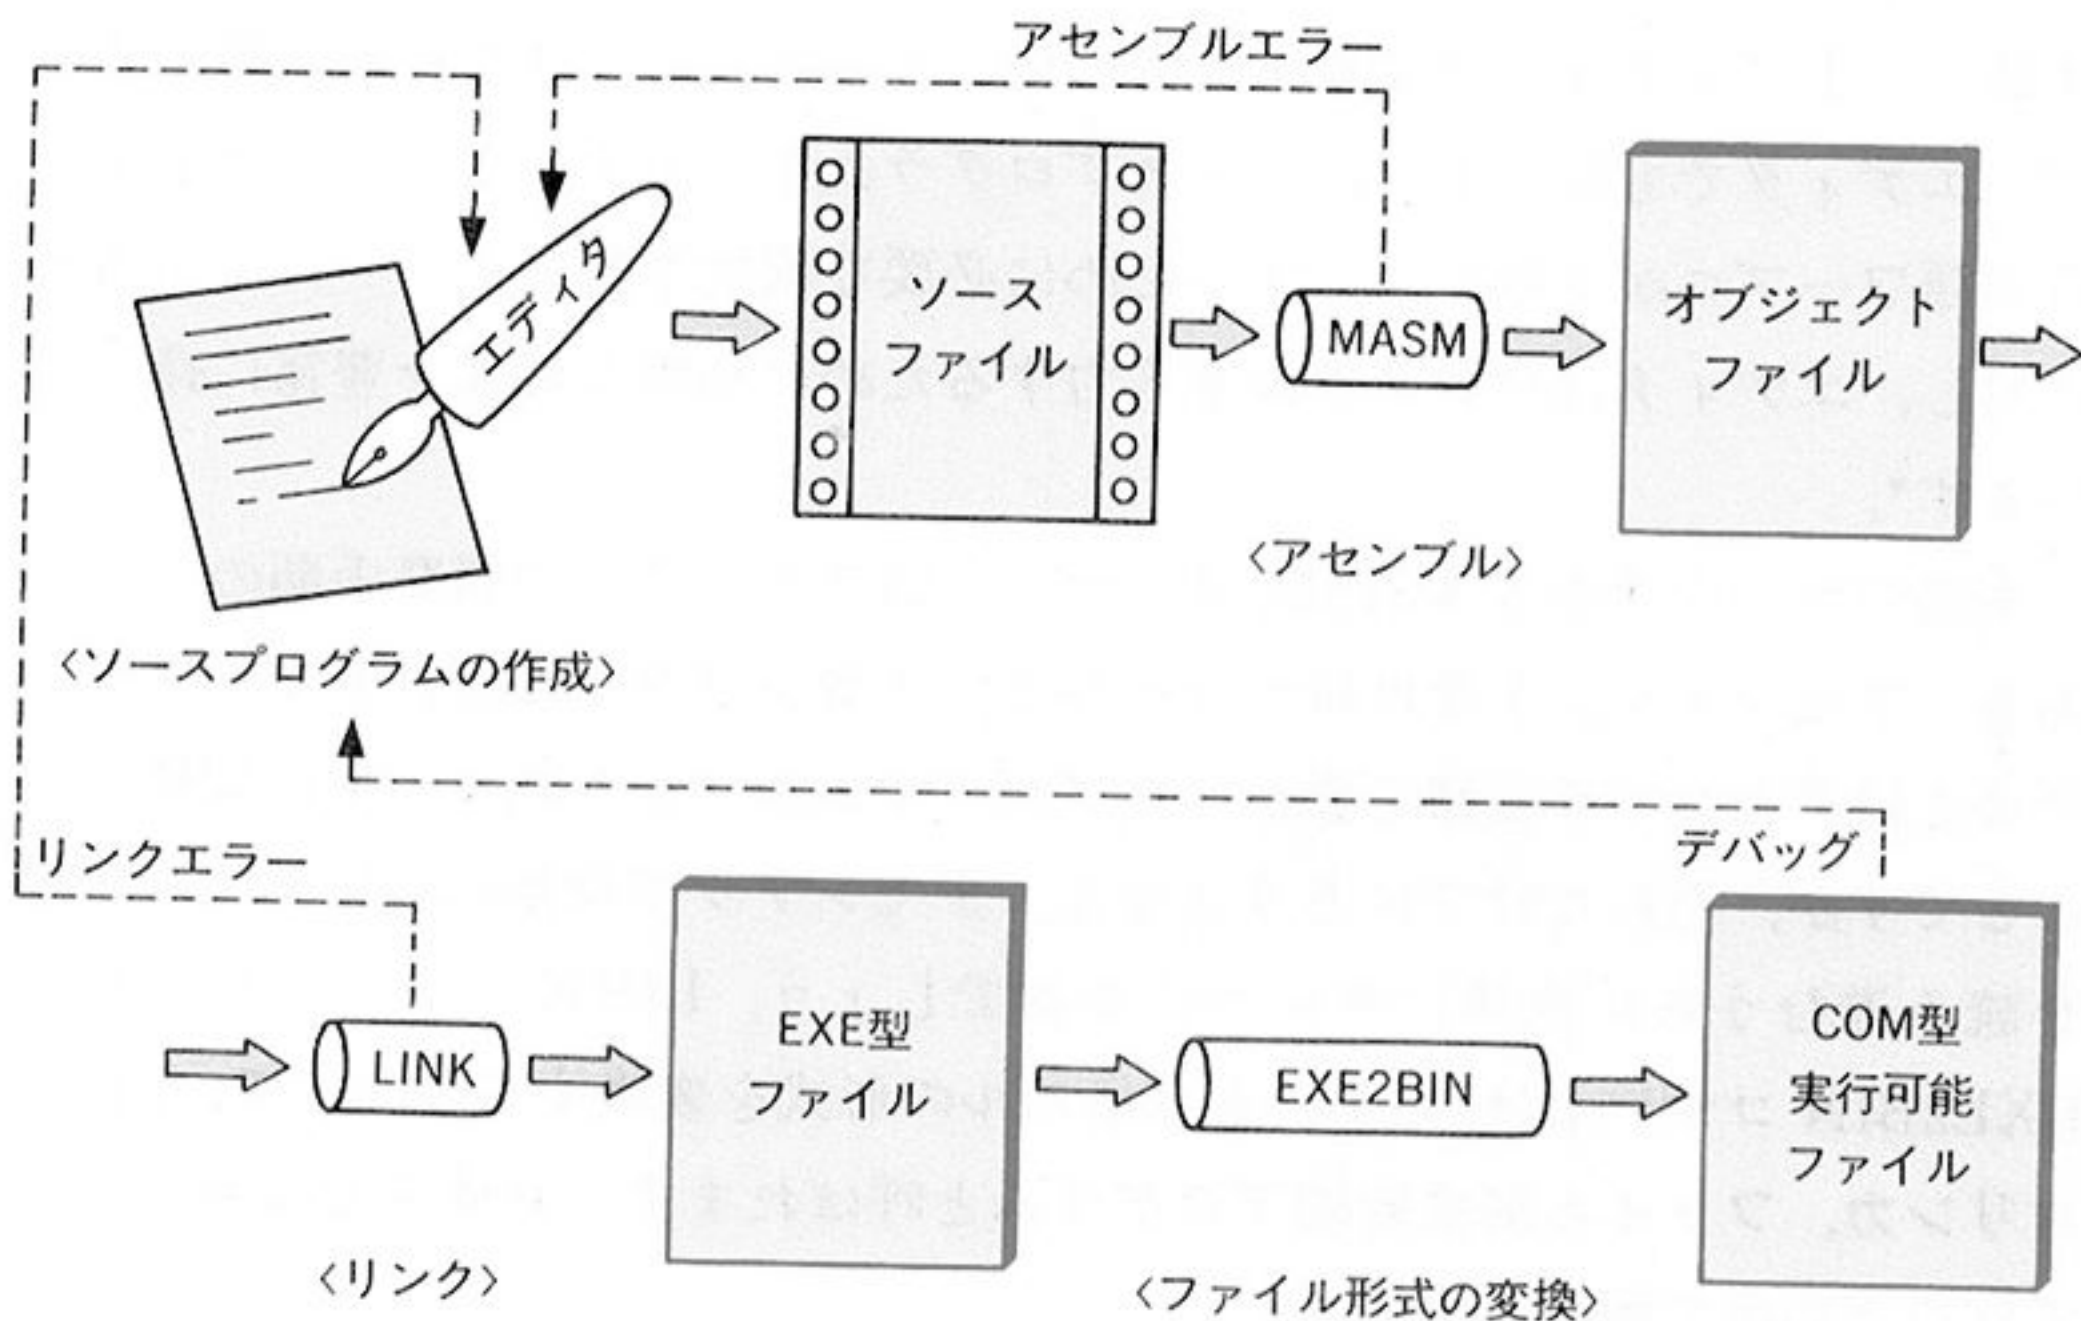 アセンブルエラー
エディタ
ソース
ファイル
MASM
オブジェクト
ファイル
〈アセンブル〉
〈ソースプログラムの作成〉
リンクエラー
デバッグ
LINK
EXE型
ファイル
EXE2BIN
COM型
実行可能
ファイル
〈リンク〉
〈ファイル形式の変換〉